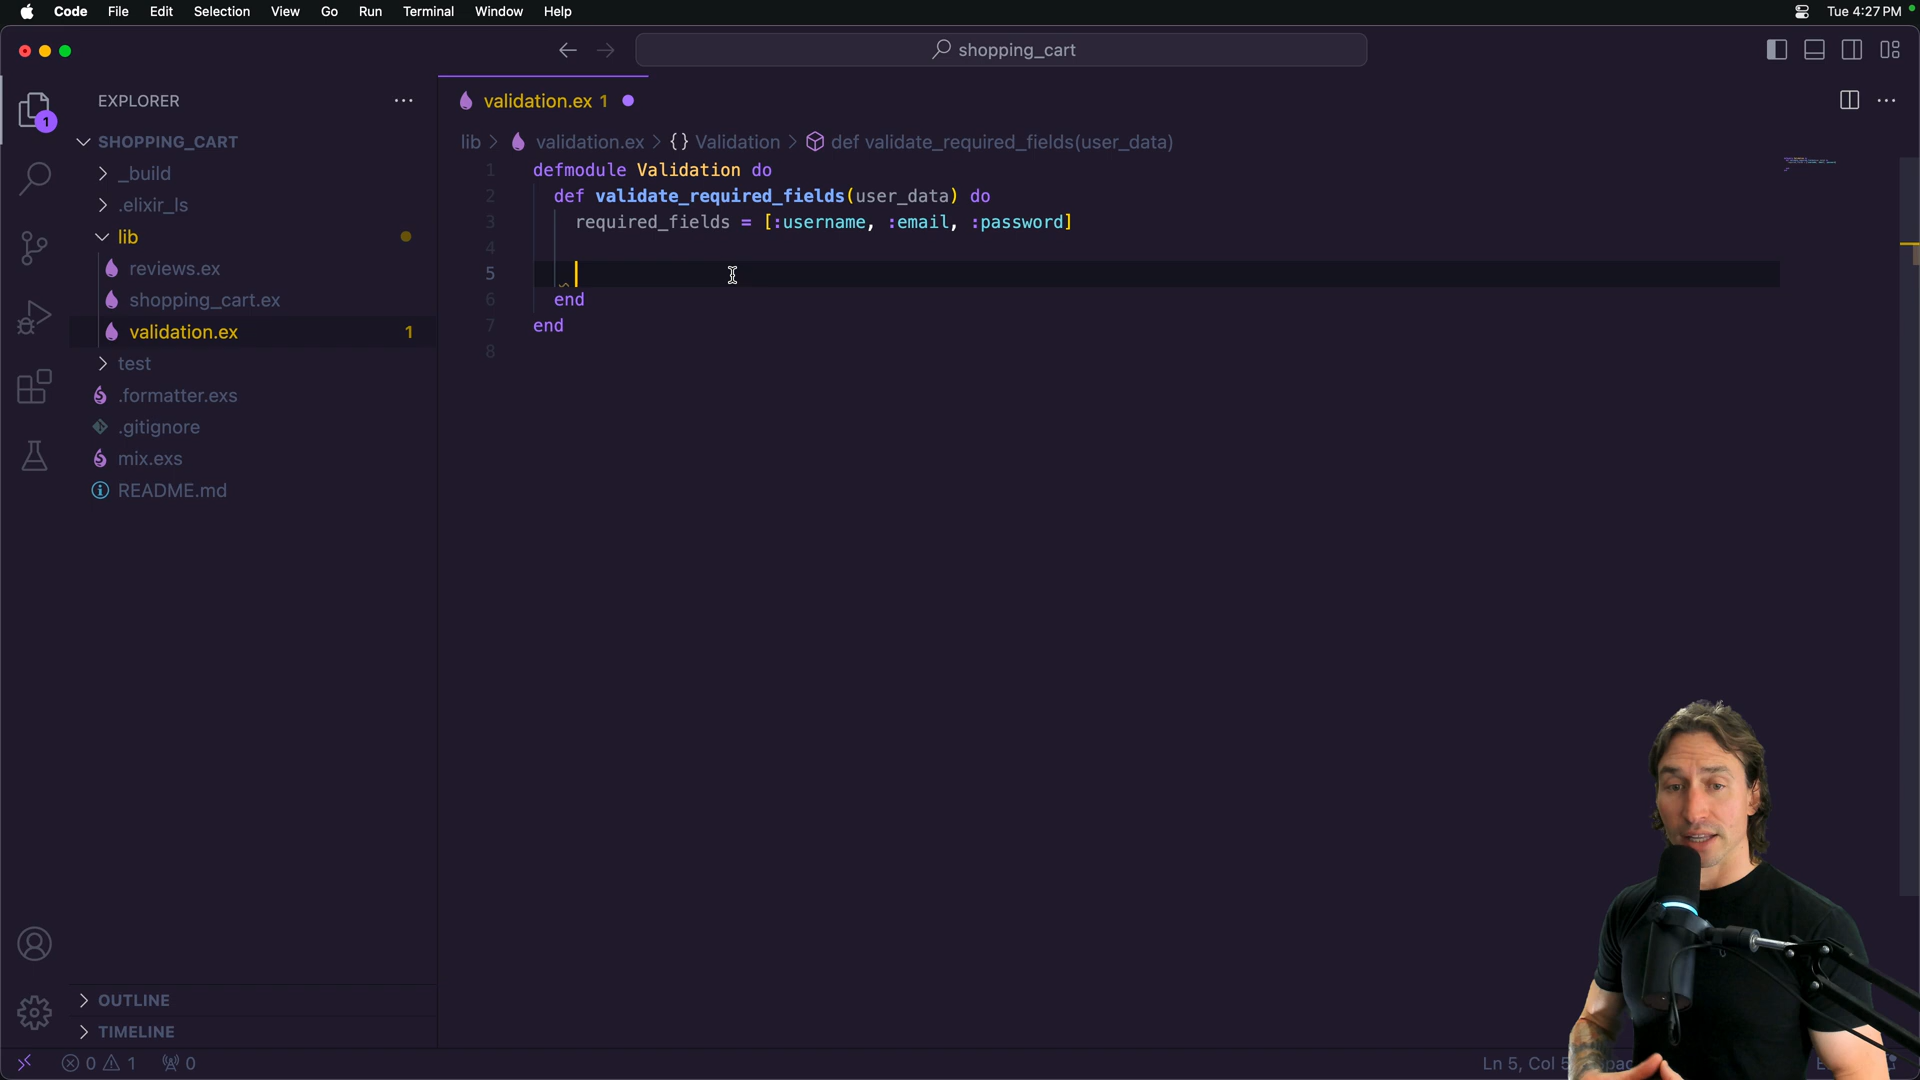 Code File Edit Selection View Go Run Terminal Window Help Tue 4:27 PM
shopping_cart
EXPLORER
1
SHOPPING_CART
_build
.elixir_ls
lib
reviews.ex
shopping_cart.ex
validation.ex 1
test
.formatter.exs
.gitignore
mix.exs
README.md
OUTLINE
TIMELINE
validation.ex 1
lib > validation.ex > {} Validation > def validate_required_fields(user_data)
1 defmodule Validation do
2 def validate_required_fields(user_data) do
3 required_fields = [:username, :email, :password]
4
5
6 end
7 end
8
0 1 0
Ln 5, Col 5